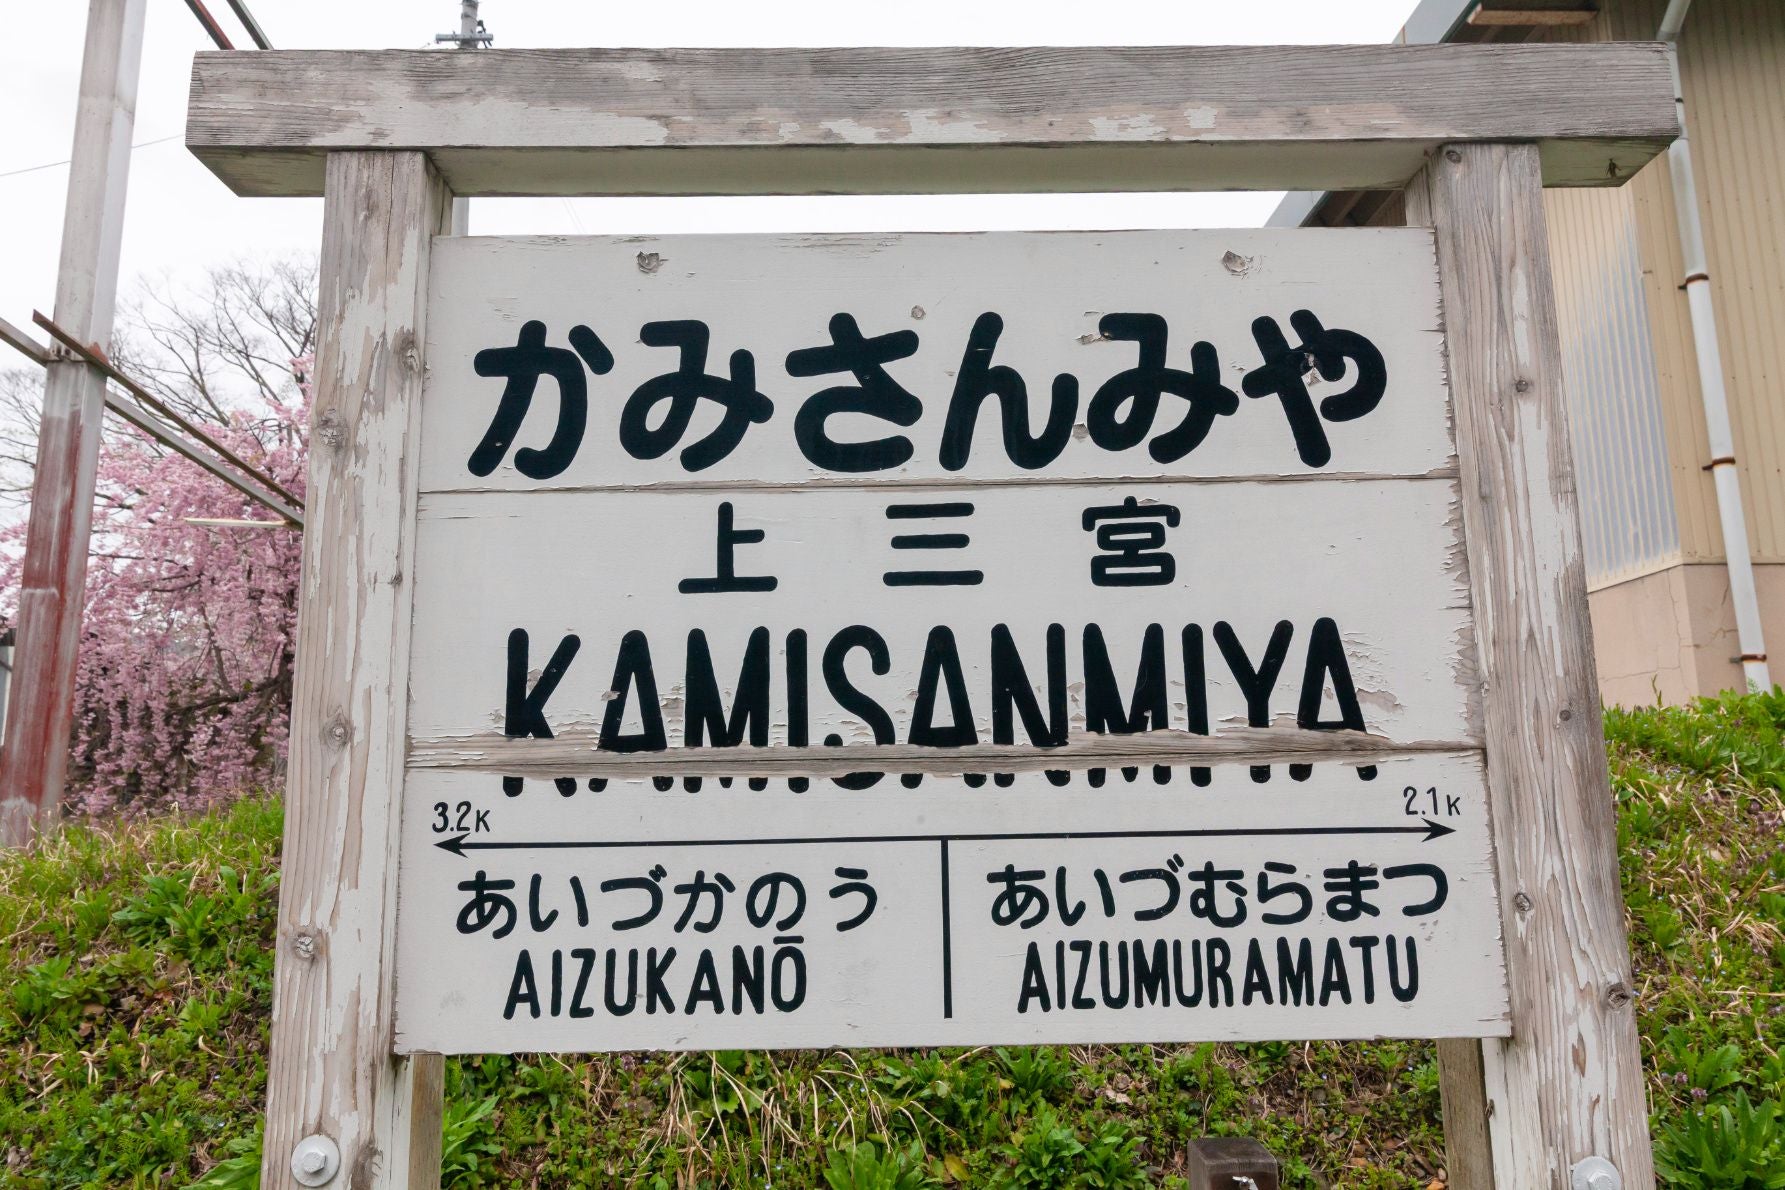 かみさんみや
上三宮
KAMISANMIYA
3.2K 2.1K
あいづかのう あいづむらまつ
AIZUKANŌ AIZUMURAMATU